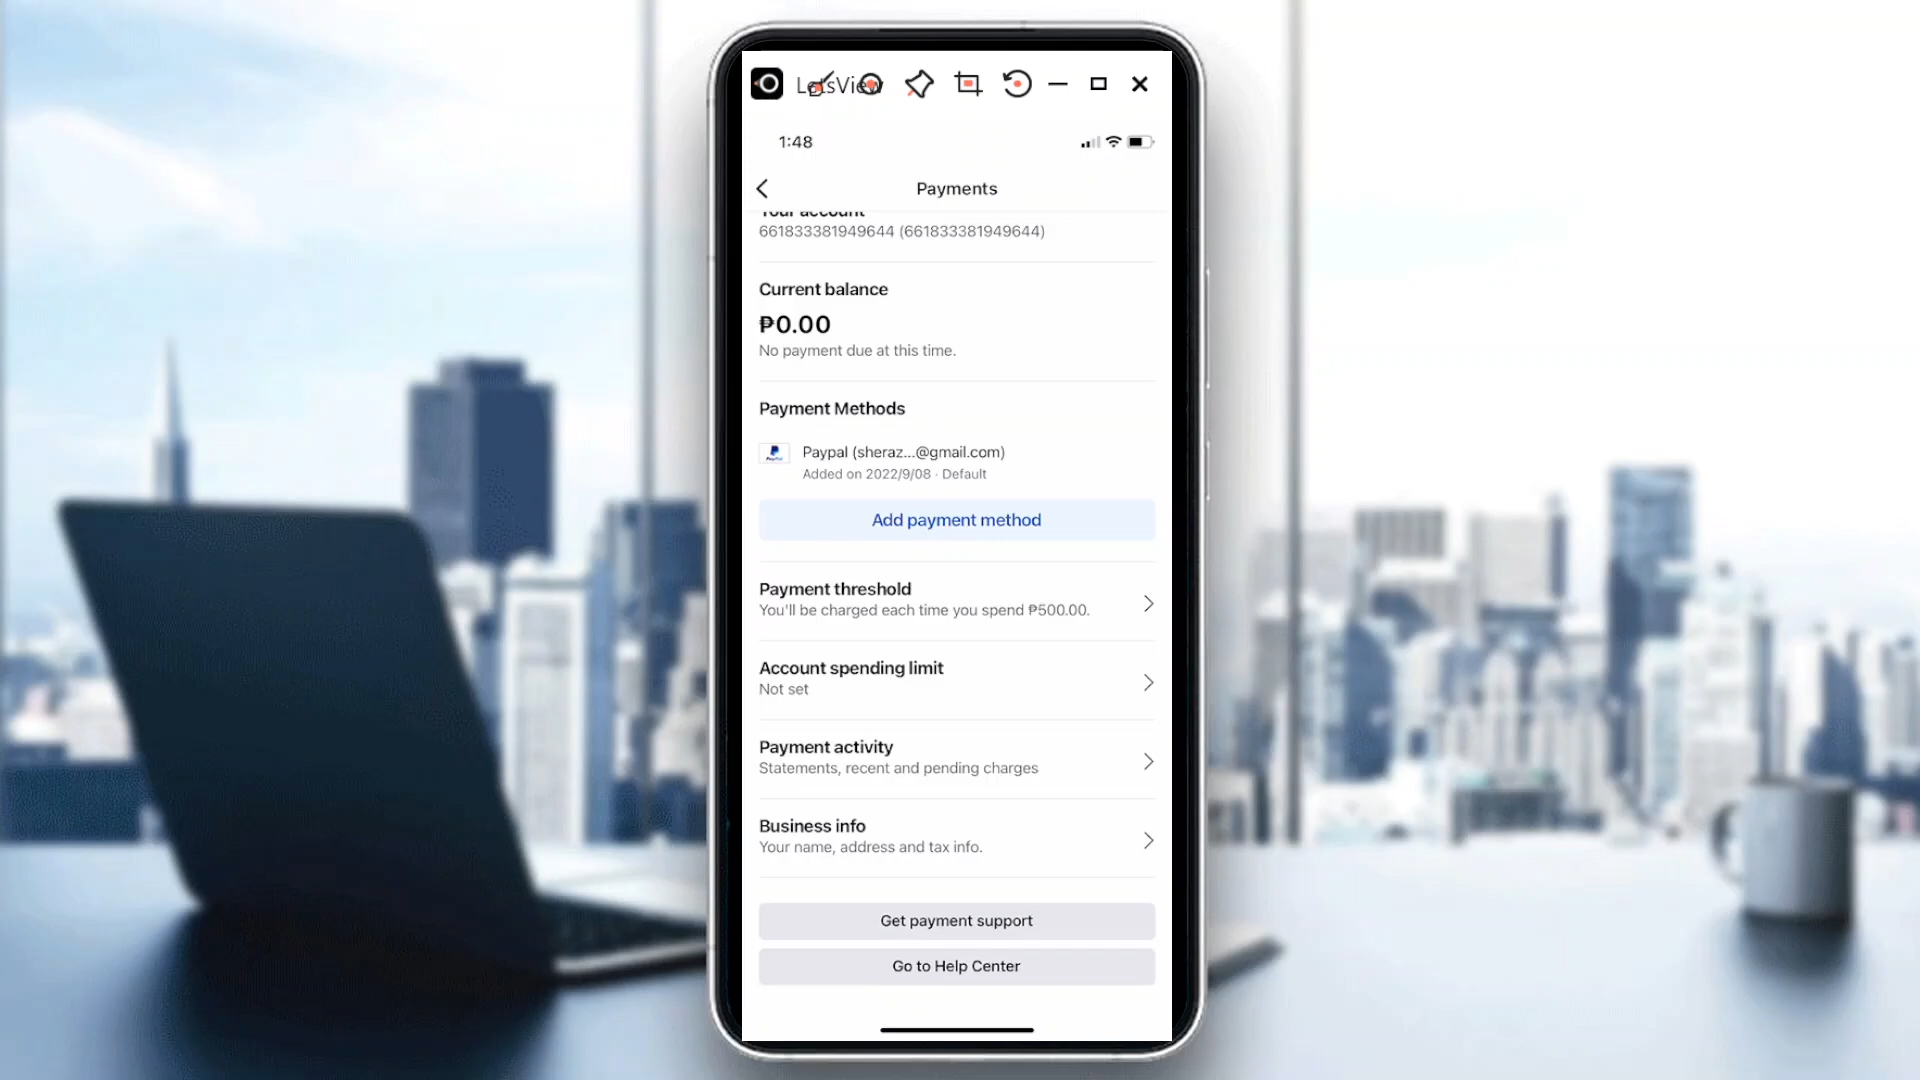 LetsView
1:48
Payments
Your account
661833381949644 (661833381949644)
Current balance
₱0.00
No payment due at this time.
Payment Methods
Paypal (sheraz...@gmail.com)
Added on 2022/9/08 · Default
Add payment method
Payment threshold
You'll be charged each time you spend ₱500.00.
Account spending limit
Not set
Payment activity
Statements, recent and pending charges
Business info
Your name, address and tax info.
Get payment support
Go to Help Center